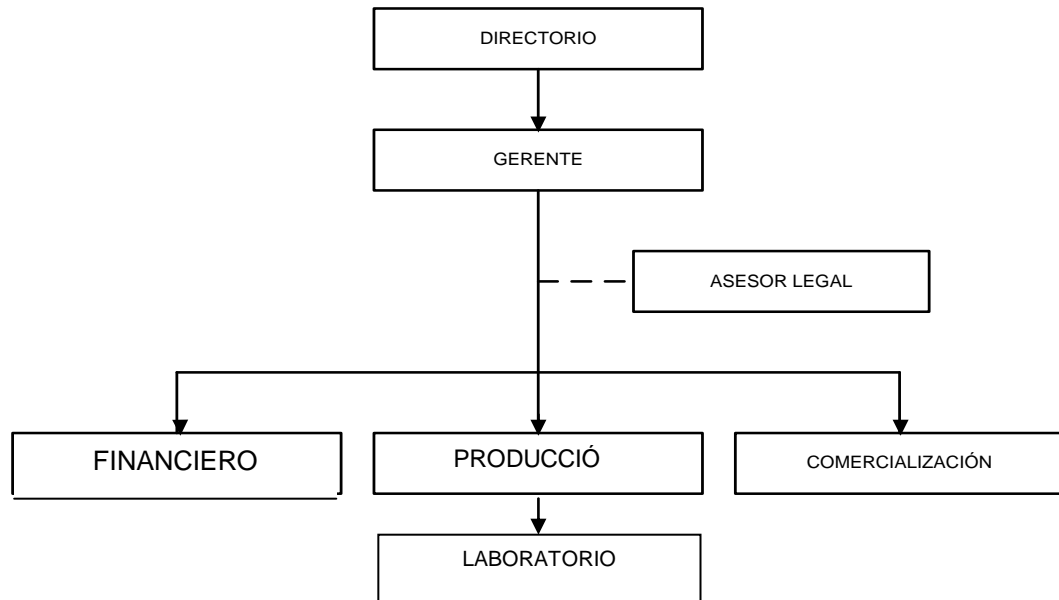 DIRECTORIO
GERENTE
ASESOR LEGAL
FINANCIERO
PRODUCCIÓ
COMERCIALIZACIÓN
LABORATORIO